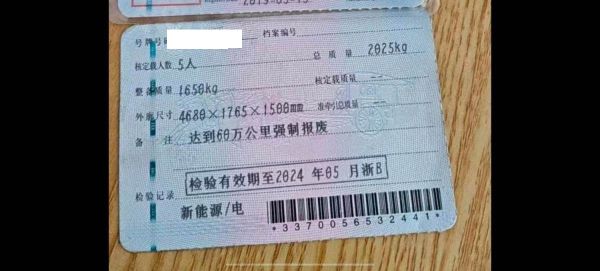 2019-05-15
号牌号码
档案编号
核定载人数 5人
总质量 2025kg
整备质量 1650kg
核定载质量 --
外廓尺寸 4680×1765×1500mm
准牵引总质量 --
备注 达到60万公里强制报废
检验有效期至2024年05月浙B
检验记录
新能源/电
*3370056532441*